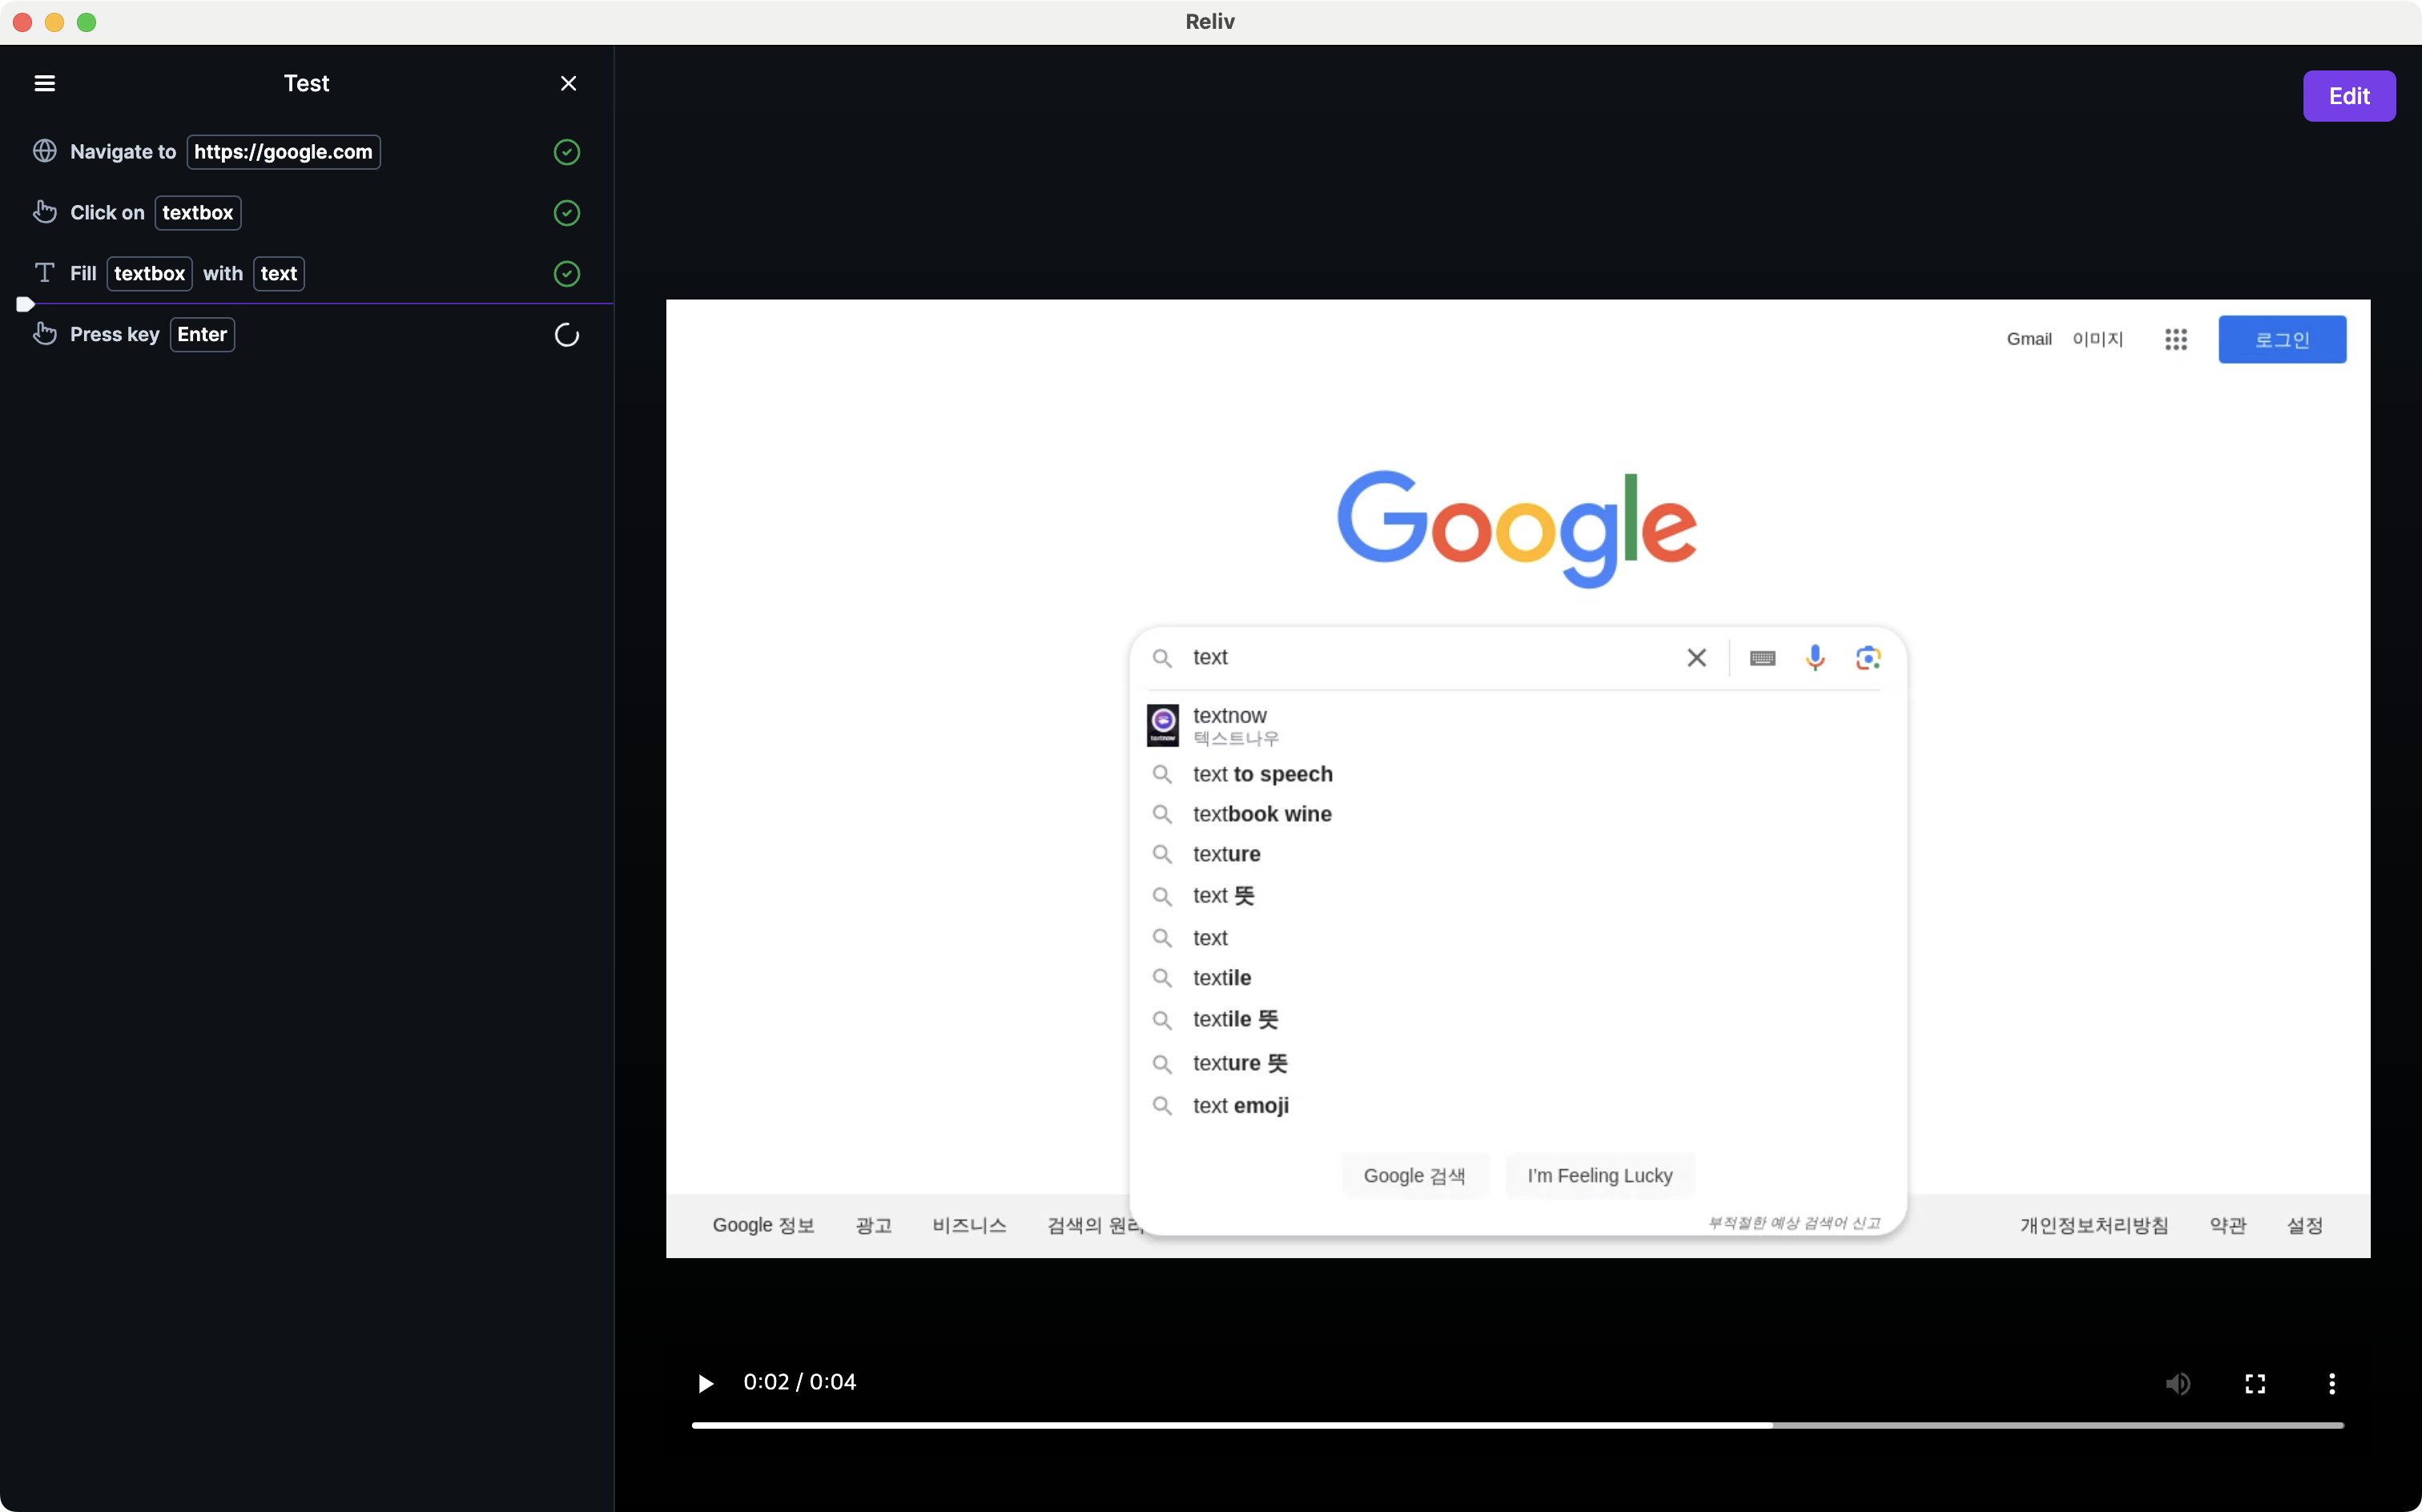 Reliv
Test
Edit
Navigate to https://google.com
Click on textbox
Fill textbox with text
Press key Enter
Gmail 이미지 로그인
Google
text
textnow
텍스트나우
text to speech
textbook wine
texture
text 뜻
text
textile
textile 뜻
texture 뜻
text emoji
Google 검색 I'm Feeling Lucky
부적절한 예상 검색어 신고
Google 정보 광고 비즈니스 검색의 개인정보처리방침 약관 설정
0:02 / 0:04